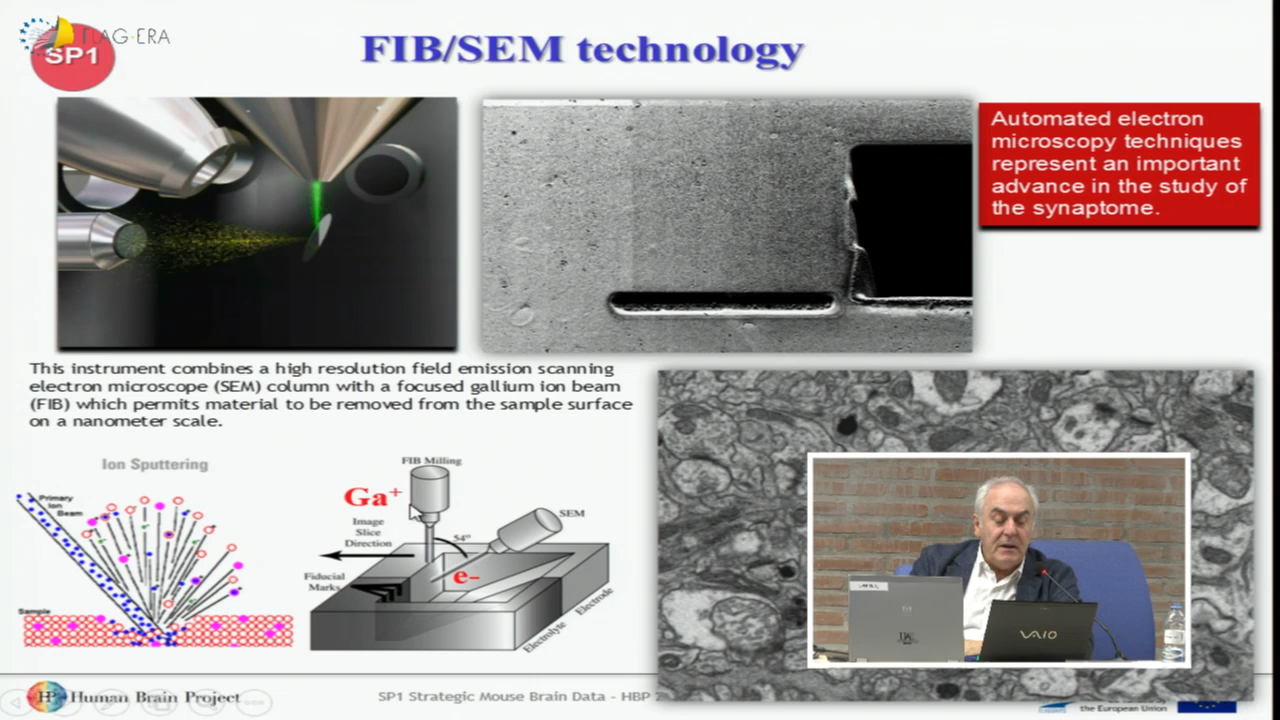 FLAG-ERA
SP1
FIB/SEM technology
Automated electron
microscopy techniques
represent an important
advance in the study of
the synaptome.
This instrument combines a high resolution field emission scanning
electron microscope (SEM) column with a focused gallium ion beam
(FIB) which permits material to be removed from the sample surface
on a nanometer scale.
Ion Sputtering
Primary
Ion
Beam
Sample
FIB Milling
Ga+
Image
Slice
Direction
54°
SEM
Fiducial
Marks
e-
Electrolyte
Electrode
VAIO
Human Brain Project
SP1 Strategic Mouse Brain Data - HBP
the European Union